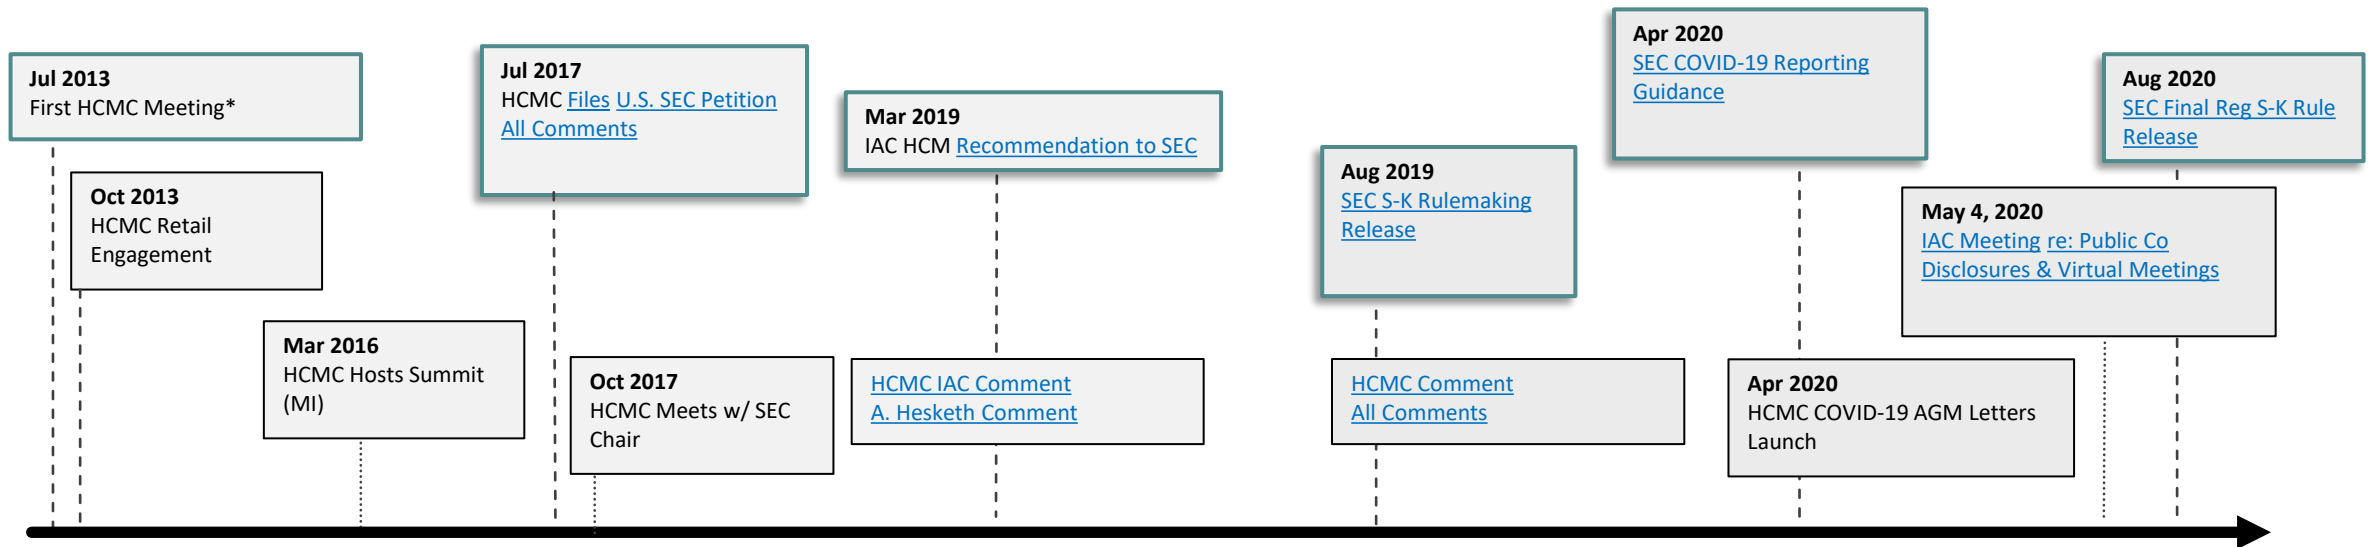 Jul 2013
First HCMC Meeting*
Oct 2013
HCMC Retail
Engagement
Mar 2016
HCMC Hosts Summit
(MI)
Jul 2017
HCMC Files U.S. SEC Petition
All Comments
Oct 2017
HCMC Meets w/ SEC
Chair
Mar 2019
IAC HCM Recommendation to SEC
HCMC IAC Comment
A. Hesketh Comment
Aug 2019
SEC S-K Rulemaking
Release
HCMC Comment
All Comments
Apr 2020
SEC COVID-19 Reporting
Guidance
Apr 2020
HCMC COVID-19 AGM Letters
Launch
May 4, 2020
IAC Meeting re: Public Co
Disclosures & Virtual Meetings
Aug 2020
SEC Final Reg S-K Rule
Release